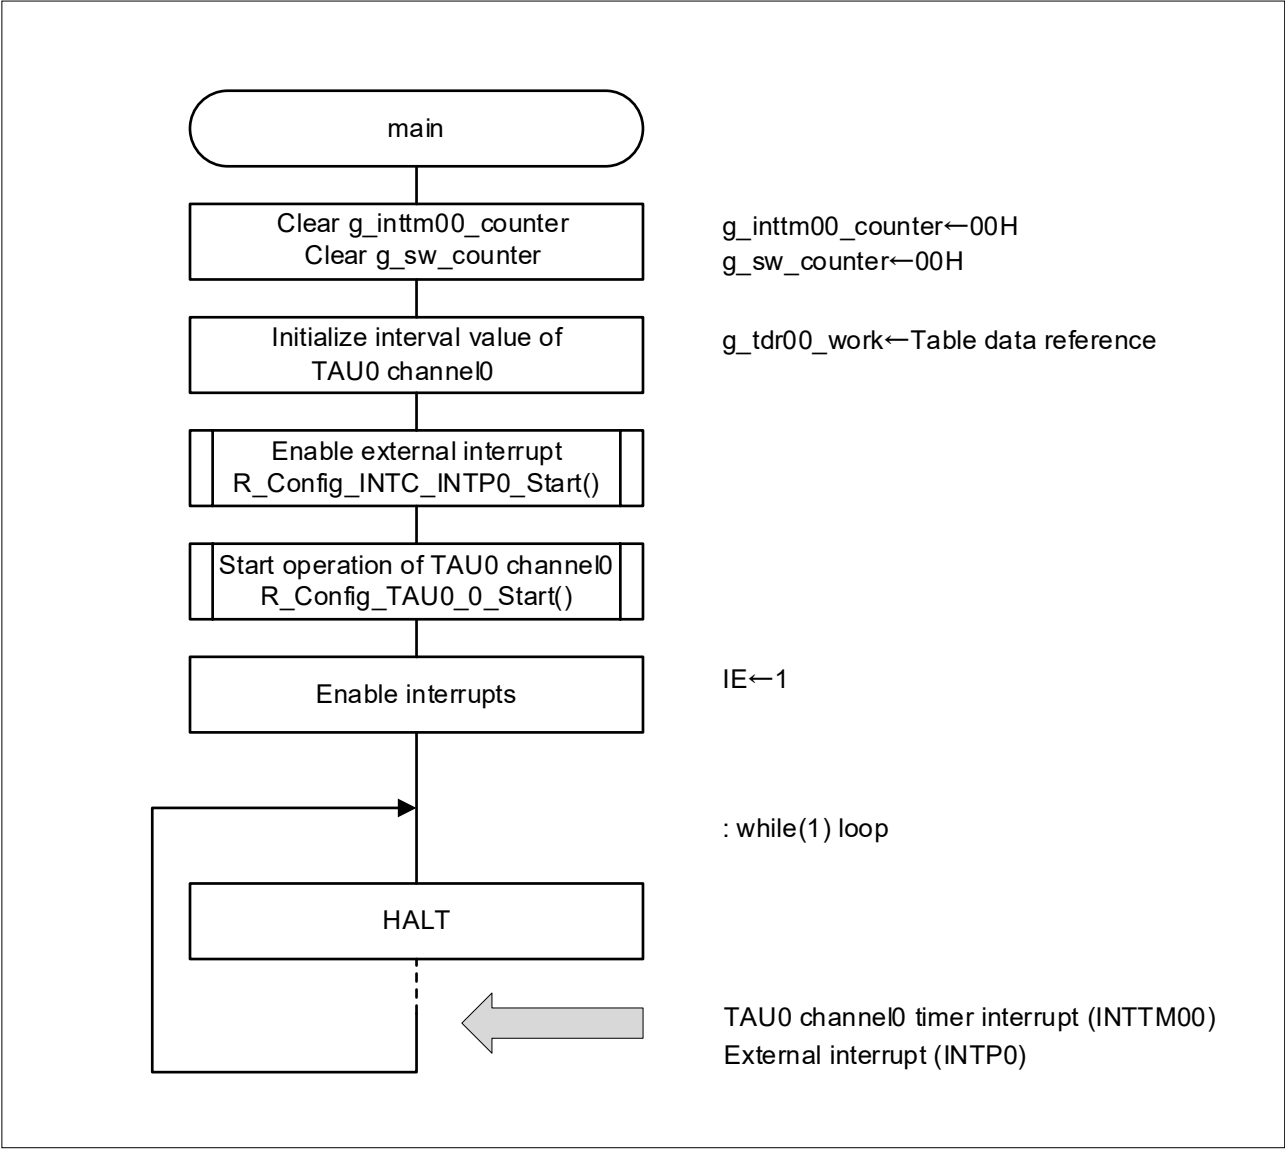 main
Clear g_inttm00_counter
Clear g_sw_counter
g_inttm00_counter←00H
g_sw_counter←00H
Initialize interval value of
TAU0 channel0
g_tdr00_work←Table data reference
Enable external interrupt
R_Config_INTC_INTP0_Start()
Start operation of TAU0 channel0
R_Config_TAU0_0_Start()
Enable interrupts
IE←1
: while(1) loop
HALT
TAU0 channel0 timer interrupt (INTTM00)
External interrupt (INTP0)